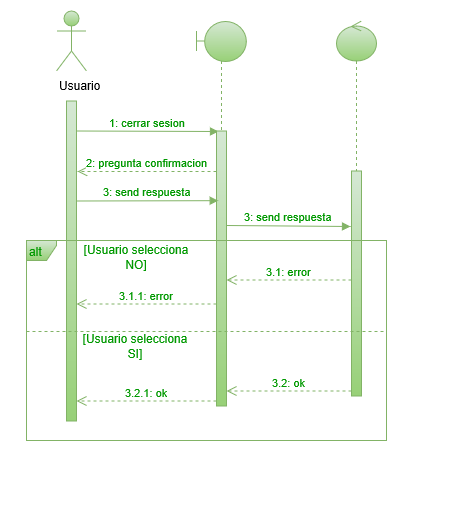 Usuario
1: cerrar sesion
2: pregunta confirmacion
3: send respuesta
3: send respuesta
alt
[Usuario selecciona
NO]
3.1: error
3.1.1: error
[Usuario selecciona
SI]
3.2: ok
3.2.1: ok